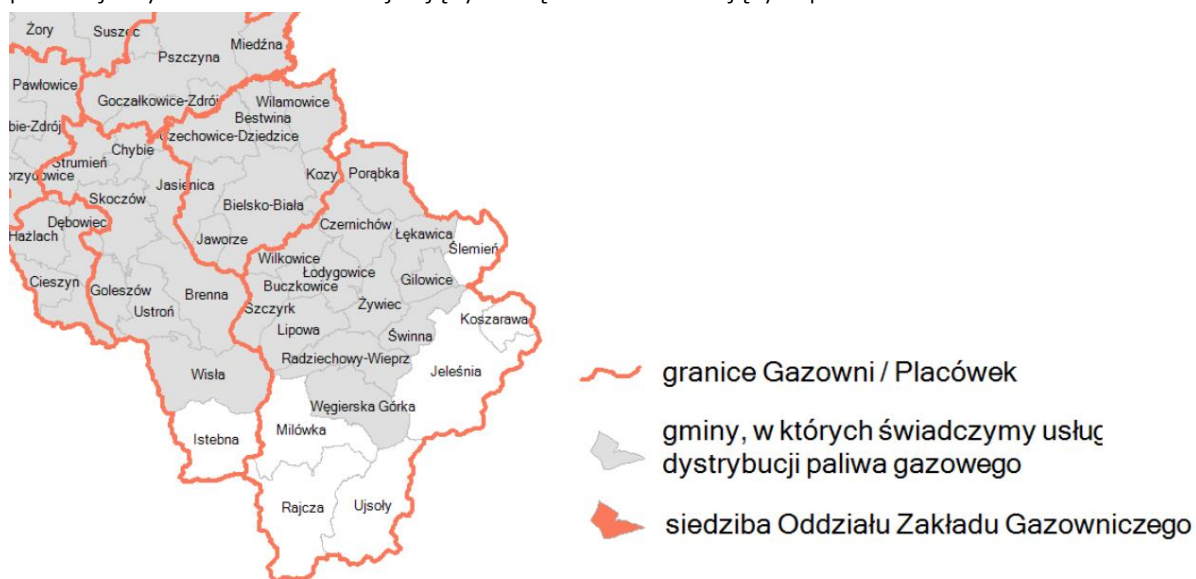 Żory
Suszec
Miedźna
Pszczyna
Pawłowice
Goczałkowice-Zdrój
Wilamowice
Bestwina
bie-Zdrój
Czechowice-Dziedzice
Chybie
Strumień
Kozy
Porąbka
Jasienica
Skoczów
Bielsko-Biała
Dębowiec
Czernichów
Hażlach
Jaworze
Łękawica
Ślemień
Wilkowice
Łodygowice
Cieszyn
Goleszów
Brenna
Buczkowice
Gilowice
Ustroń
Szczyrk
Żywiec
Koszarawa
Lipowa
Świnna
Radziechowy-Wieprz
Wisła
Jeleśnia
Węgierska Górka
Istebna
Milówka
Rajcza
Ujsoły
granice Gazowni / Placówek
gminy, w których świadczymy usług
dystrybucji paliwa gazowego
siedziba Oddziału Zakładu Gazowniczego